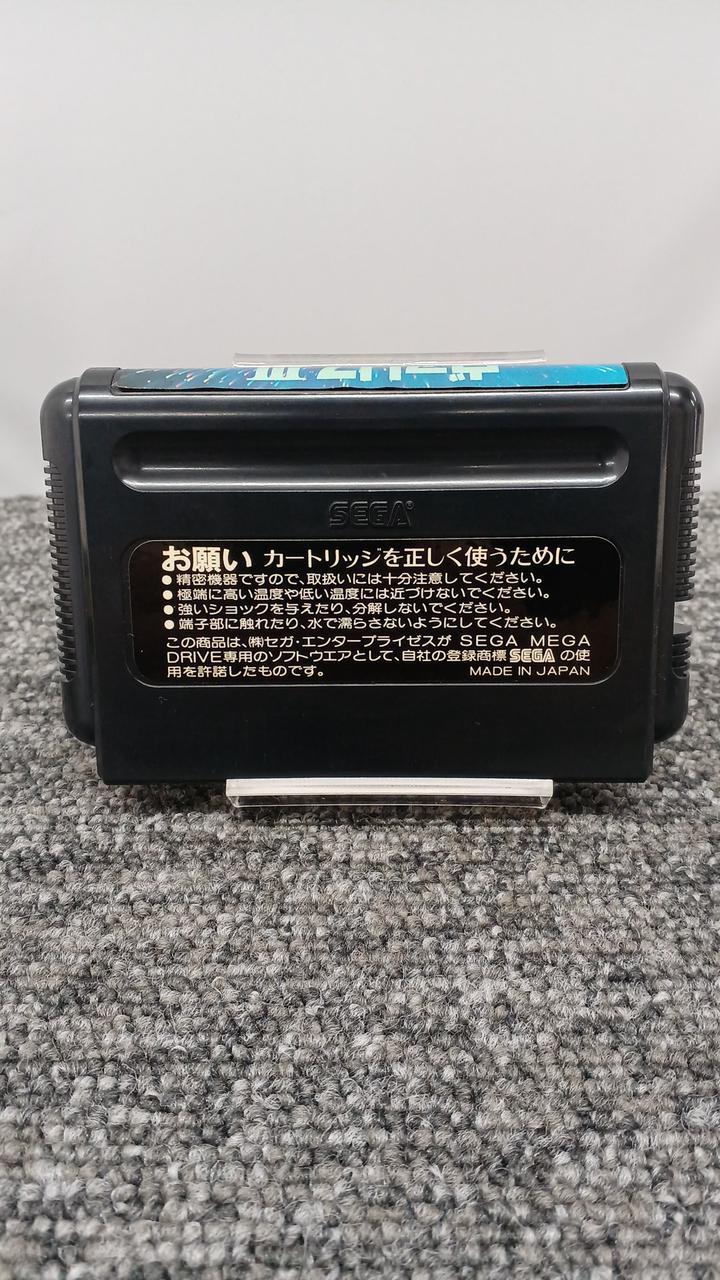 SEGA
お願い カートリッジを正しく使うために
●精密機器ですので、取扱いには十分注意してください。
●極端に高い温度や低い温度には近づけないでください。
●強いショックを与えたり、分解しないでください。
●端子部に触れたり、水で濡らさないようにしてください。
この商品は、㈱セガ・エンタープライゼスが SEGA MEGA
DRIVE専用のソフトウエアとして、自社の登録商標 SEGA の使
用を許諾したものです。 MADE IN JAPAN